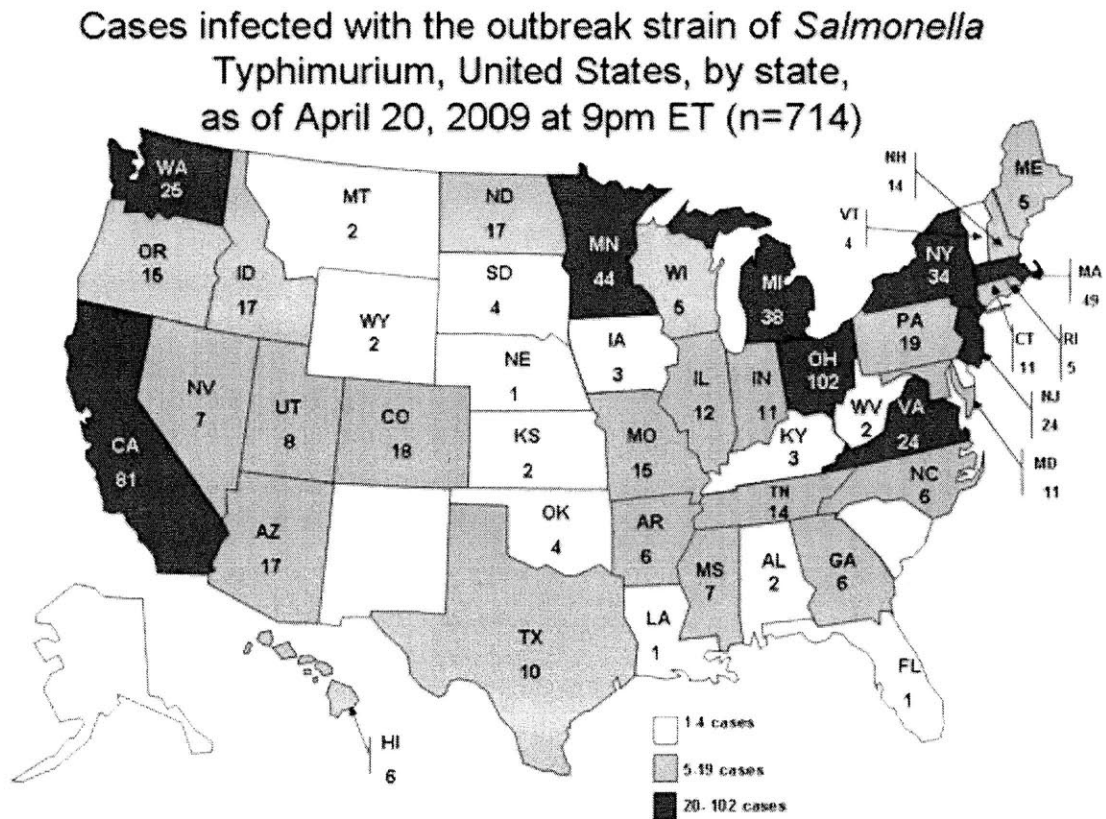 Cases infected with the outbreak strain of Salmonella
Typhimurium, United States, by state,
as of April 20, 2009 at 9pm ET (n=714)
WA
25
MT
2
ND
17
MN
44
OR
15
ID
17
SD
4
WI
5
MI
38
NY
34
VT
4
NH
14
ME
5
MA
49
WY
2
IA
3
NE
1
PA
19
CT
11
RI
5
NJ
24
MD
11
NV
7
UT
8
CO
18
IL
12
IN
11
OH
102
WV
2
VA
24
CA
81
KS
2
MO
15
KY
3
NC
6
TN
14
AZ
17
OK
4
AR
6
MS
7
AL
2
GA
6
TX
10
LA
1
FL
1
HI
6
1-4 cases
5-19 cases
20- 102 cases